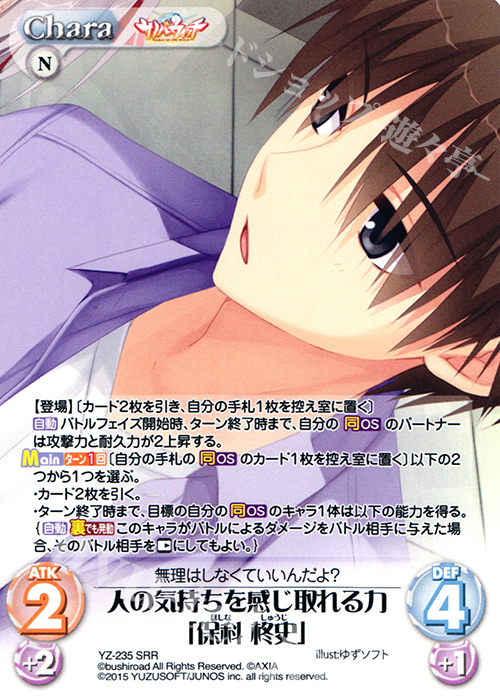 Chara
サノバウィッチ
N
ドショップ 遊々亭
【登場】〔カード2枚を引き、自分の手札1枚を控え室に置く〕
自動 バトルフェイズ開始時、ターン終了時まで、自分の 同OS のパートナー
は攻撃力と耐久力が2上昇する。
Main ターン1回〔自分の手札の 同OS のカード1枚を控え室に置く〕以下の2
つから1つを選ぶ。
・カード2枚を引く。
・ターン終了時まで、目標の自分の 同OS のキャラ1体は以下の能力を得る。
{自動 裏でも発動 このキャラがバトルによるダメージをバトル相手に与えた場
合、そのバトル相手を にしてもよい。}
無理はしなくていいんだよ?
ATK
2
+2
人の気持ちを感じ取れる力
「保科 柊史」
ほしな しゅうじ
DEF
4
+1
YZ-235 SRR
illust:ゆずソフト
©bushiroad All Rights Reserved. ©AXIA
©2015 YUZUSOFT/JUNOS inc. all rights reserved.